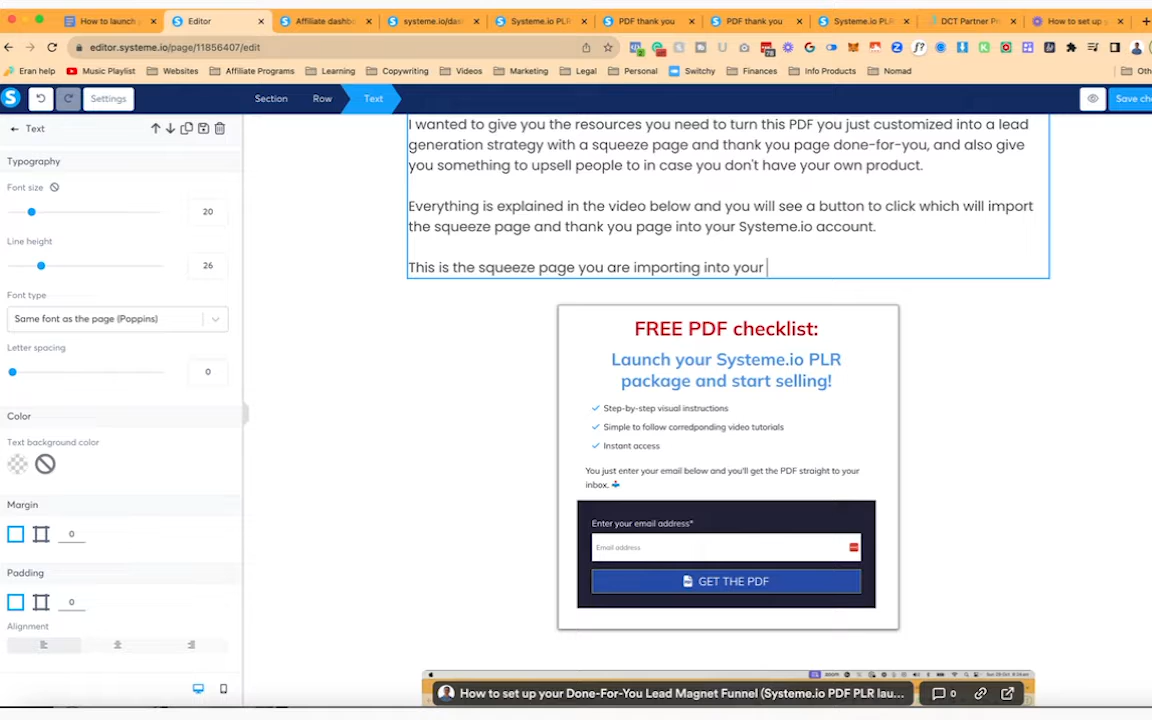 How to launch y
Editor
Affiliate dashbo
systeme.io/das
Systeme.io PLR
PDF thank you
PDF thank you
Systeme.io PLR
DCT Partner Pr
How to set up y
editor.systeme.io/page/11856407/edit
Eran help
Music Playlist
Websites
Affiliate Programs
Learning
Copywriting
Videos
Marketing
Legal
Personal
Switchy
Finances
Info Products
Nomad
Oth
Settings
Section
Row
Text
Save cha
Text
Typography
Font size
20
Line height
26
Font type
Same font as the page (Poppins)
Letter spacing
0
Color
Text background color
Margin
0
Padding
0
Alignment
I wanted to give you the resources you need to turn this PDF you just customized into a lead
generation strategy with a squeeze page and thank you page done-for-you, and also give
you something to upsell people to in case you don't have your own product.
Everything is explained in the video below and you will see a button to click which will import
the squeeze page and thank you page into your Systeme.io account.
This is the squeeze page you are importing into your
FREE PDF checklist:
Launch your Systeme.io PLR
package and start selling!
Step-by-step visual instructions
Simple to follow corredponding video tutorials
Instant access
You just enter your email below and you'll get the PDF straight to your
inbox.
Enter your email address*
Email address
GET THE PDF
How to set up your Done-For-You Lead Magnet Funnel (Systeme.io PDF PLR lau...
0